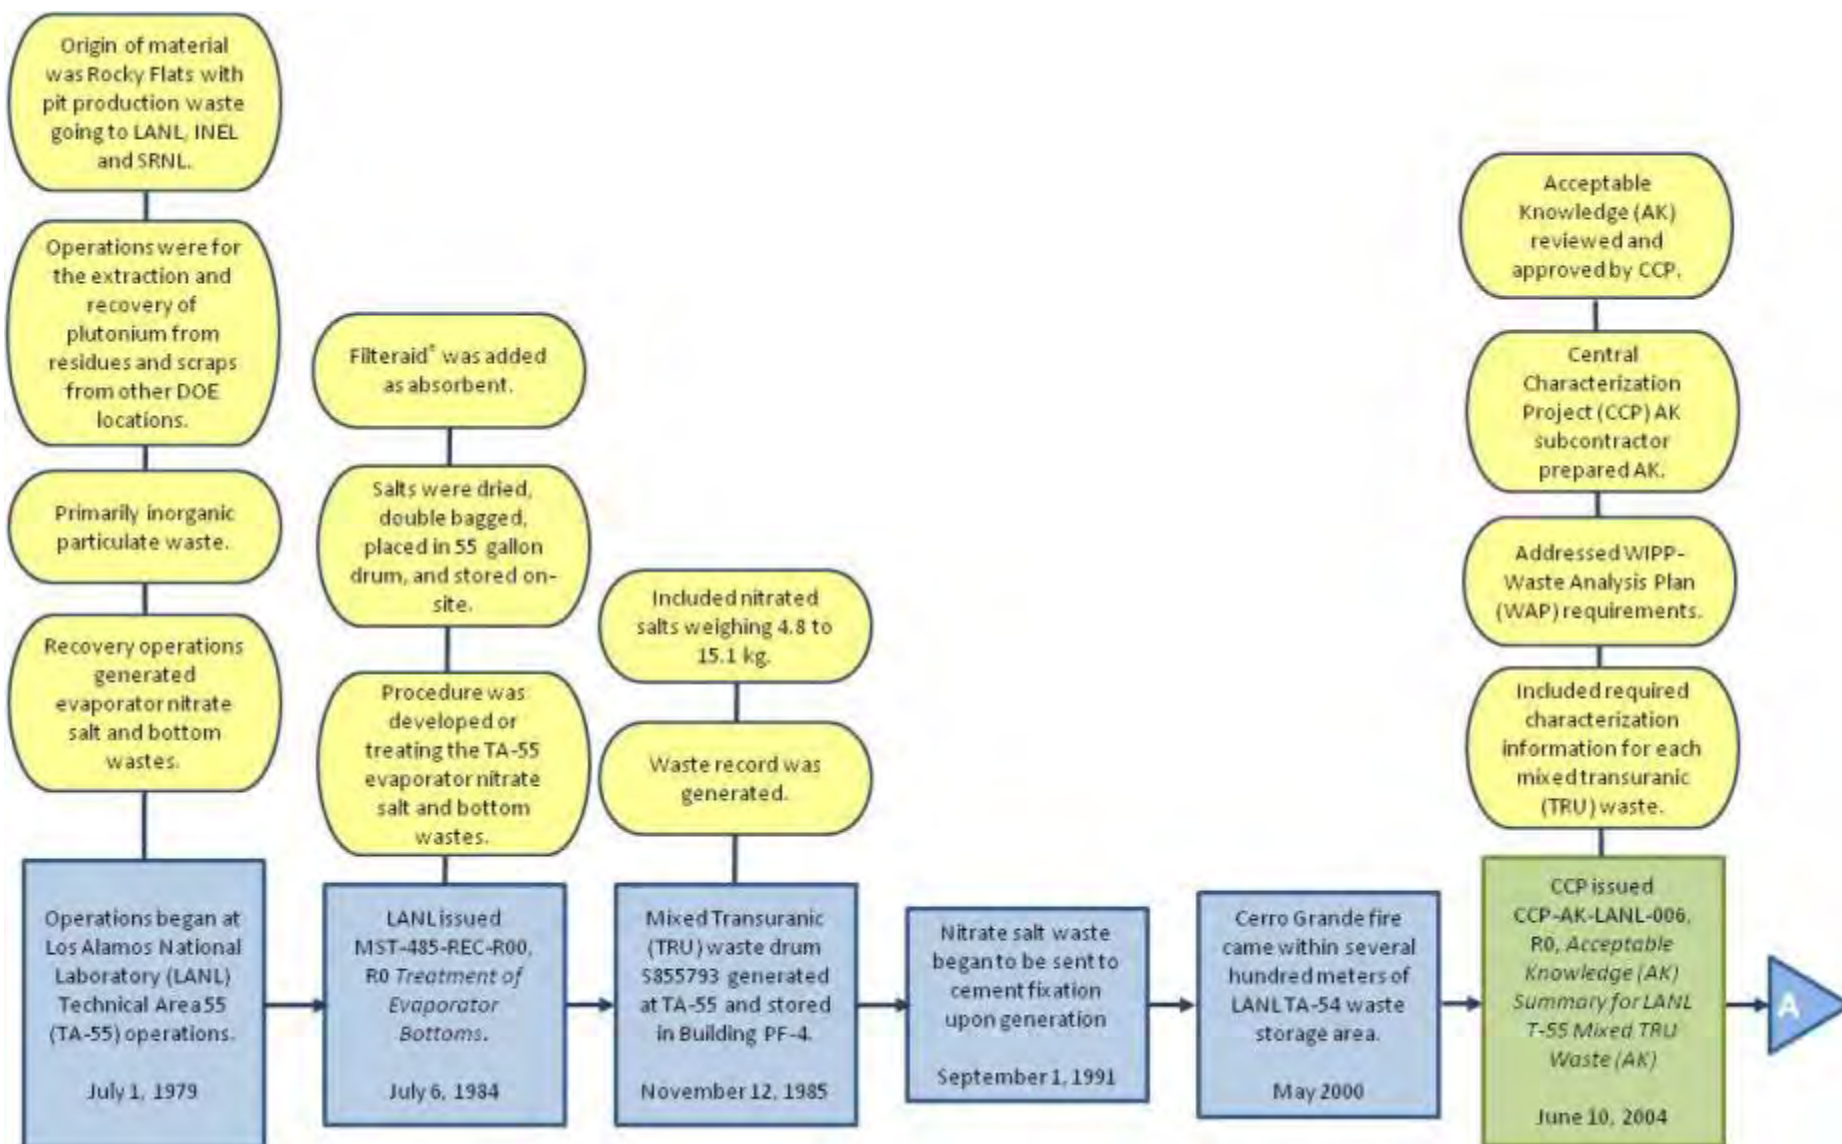 Origin of material
was Rocky Flats with
pit production waste
going to LANL, INEL
and SRNL.
Operations were for
the extraction and
recovery of
plutonium from
residues and scraps
from other DOE
locations.
Primarily inorganic
particulate waste.
Recovery operations
generated
evaporator nitrate
salt and bottom
wastes.
Operations began at
Los Alamos National
Laboratory (LANL)
Technical Area 55
(TA-55) operations.
July 1, 1979
Filteraid® was added
as absorbent.
Salts were dried,
double bagged,
placed in 55 gallon
drum, and stored on-
site.
Procedure was
developed or
treating the TA-55
evaporator nitrate
salt and bottom
wastes.
LANL issued
MST-485-REC-R00,
R0 Treatment of
Evaporator
Bottoms.
July 6, 1984
Included nitrated
salts weighing 4.8 to
15.1 kg.
Waste record was
generated.
Mixed Transuranic
(TRU) waste drum
S855793 generated
at TA-55 and stored
in Building PF-4.
November 12, 1985
Nitrate salt waste
began to be sent to
cement fixation
upon generation
September 1, 1991
Cerro Grande fire
came within several
hundred meters of
LANL TA-54 waste
storage area.
May 2000
Acceptable
Knowledge (AK)
reviewed and
approved by CCP.
Central
Characterization
Project (CCP) AK
subcontractor
prepared AK.
Addressed WIPP-
Waste Analysis Plan
(WAP) requirements.
Included required
characterization
information for each
mixed transuranic
(TRU) waste.
CCP issued
CCP-AK-LANL-006,
R0, Acceptable
Knowledge (AK)
Summary for LANL
T-55 Mixed TRU
Waste (AK)
June 10, 2004
A